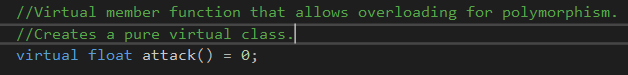 //Virtual member function that allows overloading for polymorphism.
//Creates a pure virtual class.
virtual float attack() = 0;